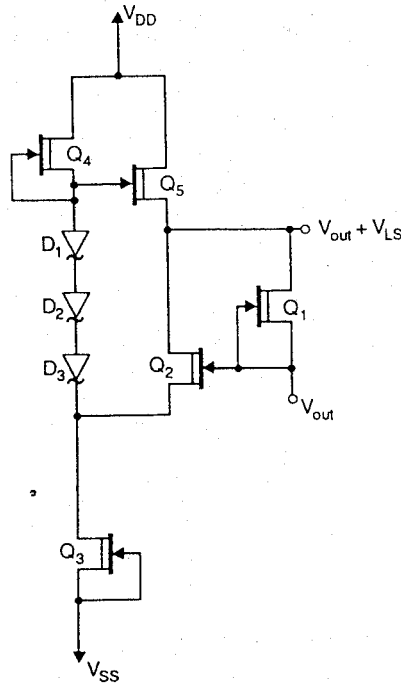 V_DD
Q_4
Q_5
V_out + V_LS
D_1
Q_1
D_2
D_3
Q_2
V_out
Q_3
V_SS